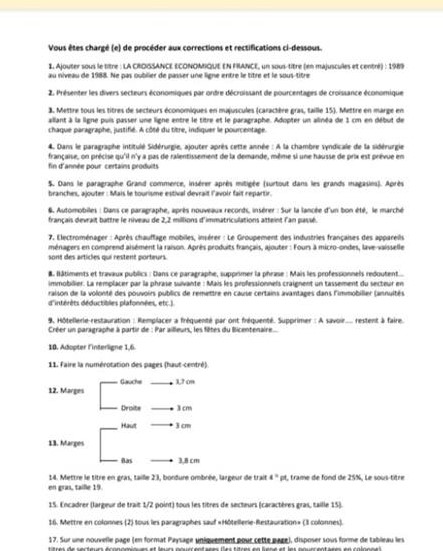 Vous êtes chargé (e) de procéder aux corrections et rectifications ci-dessous.
1. Ajouter sous le titre : LA CROISSANCE ECONOMIQUE EN FRANCE, un sous-titre (en majuscules et centré) : 1989
au niveau de 1988. Ne pas oublier de passer une ligne entre le titre et le sous-titre
2. Présenter les divers secteurs économiques par ordre décroissant de pourcentages de croissance économique
3. Mettre tous les titres de secteurs économiques en majuscules (caractère gras, taille 15). Mettre en marge en
allant à la ligne puis passer une ligne entre le titre et le paragraphe. Adopter un alinéa de 1 cm en début de
chaque paragraphe, justifié. A côté du titre, indiquer le pourcentage.
4. Dans le paragraphe intitulé Sidérurgie, ajouter après cette année : A la chambre syndicale de la sidérurgie
française, on précise qu'il n'y a pas de ralentissement de la demande, même si une hausse de prix est prévue en
fin d'année pour certains produits
5. Dans le paragraphe Grand commerce, insérer après mitigée (surtout dans les grands magasins). Après
branches, ajouter : Mais le tourisme estival devrait l'avoir fait repartir.
6. Automobiles : Dans ce paragraphe, après nouveaux records, insérer : Sur la lancée d'un bon été, le marché
français devrait battre le niveau de 2,2 millions d'immatriculations atteint l'an passé.
7. Electroménager : Après chauffage mobiles, insérer : Le Groupement des industries françaises des appareils
ménagers en comprend aisément la raison. Après produits français, ajouter : Fours à micro-ondes, lave-vaisselle
sont des articles qui restent porteurs.
8. Bâtiments et travaux publics : Dans ce paragraphe, supprimer la phrase : Mais les professionnels redoutent...
immobilier. La remplacer par la phrase suivante : Mais les professionnels craignent un tassement du secteur en
raison de la volonté des pouvoirs publics de remettre en cause certains avantages dans l'immobilier (annuités
d'intérêts déductibles plafonnées, etc.).
9. Hôtellerie-restauration : Remplacer a fréquenté par ont fréquenté. Supprimer : A savoir.... restent à faire.
Créer un paragraphe à partir de : Par ailleurs, les fêtes du Bicentenaire...
10. Adopter l'interligne 1,6.
11. Faire la numérotation des pages (haut-centré).
12. Marges
Gauche 1,7 cm
Droite 3 cm
13. Marges
Haut 3 cm
Bas 3,8 cm
14. Mettre le titre en gras, taille 23, bordure ombrée, largeur de trait 4 ½ pt, trame de fond de 25%, Le sous-titre
en gras, taille 19.
15. Encadrer (largeur de trait 1/2 point) tous les titres de secteurs (caractères gras, taille 15).
16. Mettre en colonnes (2) tous les paragraphes sauf «Hôtellerie-Restauration» (3 colonnes).
17. Sur une nouvelle page (en format Paysage uniquement pour cette page), disposer sous forme de tableau les
titres de secteurs économiques et leurs pourcentages (les titres en ligne et les pourcentages en colonne)